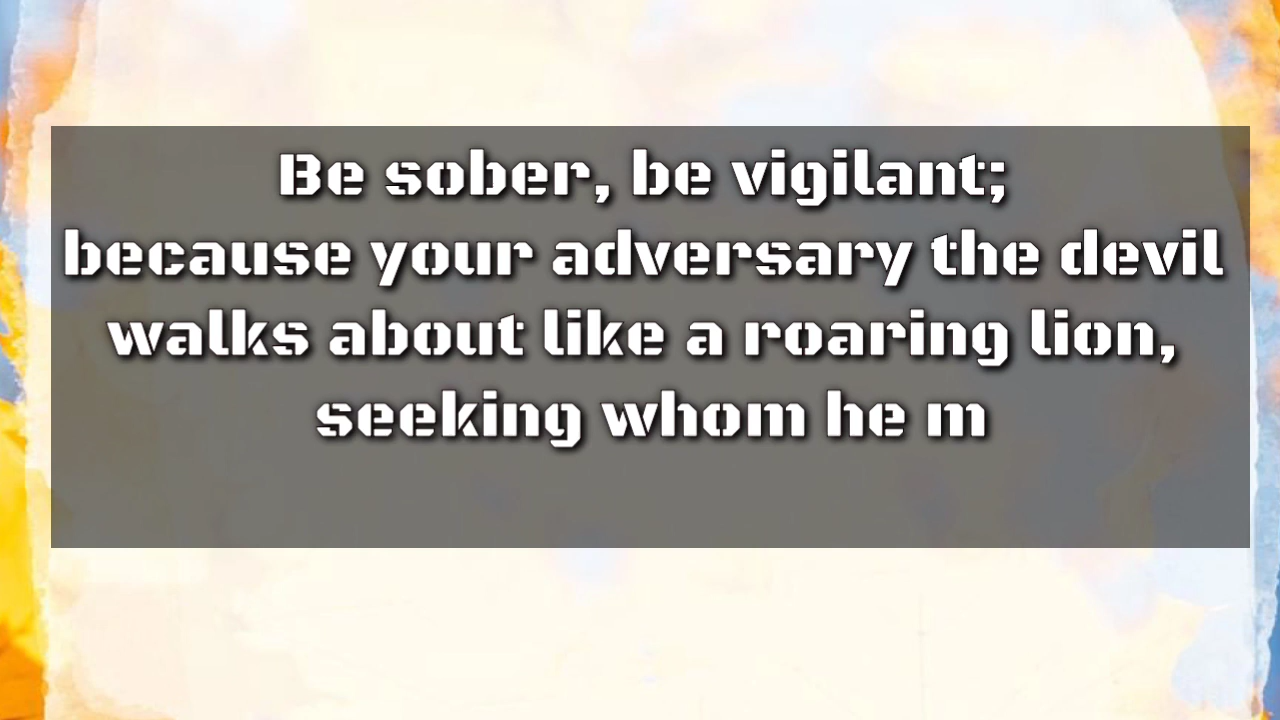 Be sober, be vigilant;
because your adversary the devil
walks about like a roaring lion,
seeking whom he m